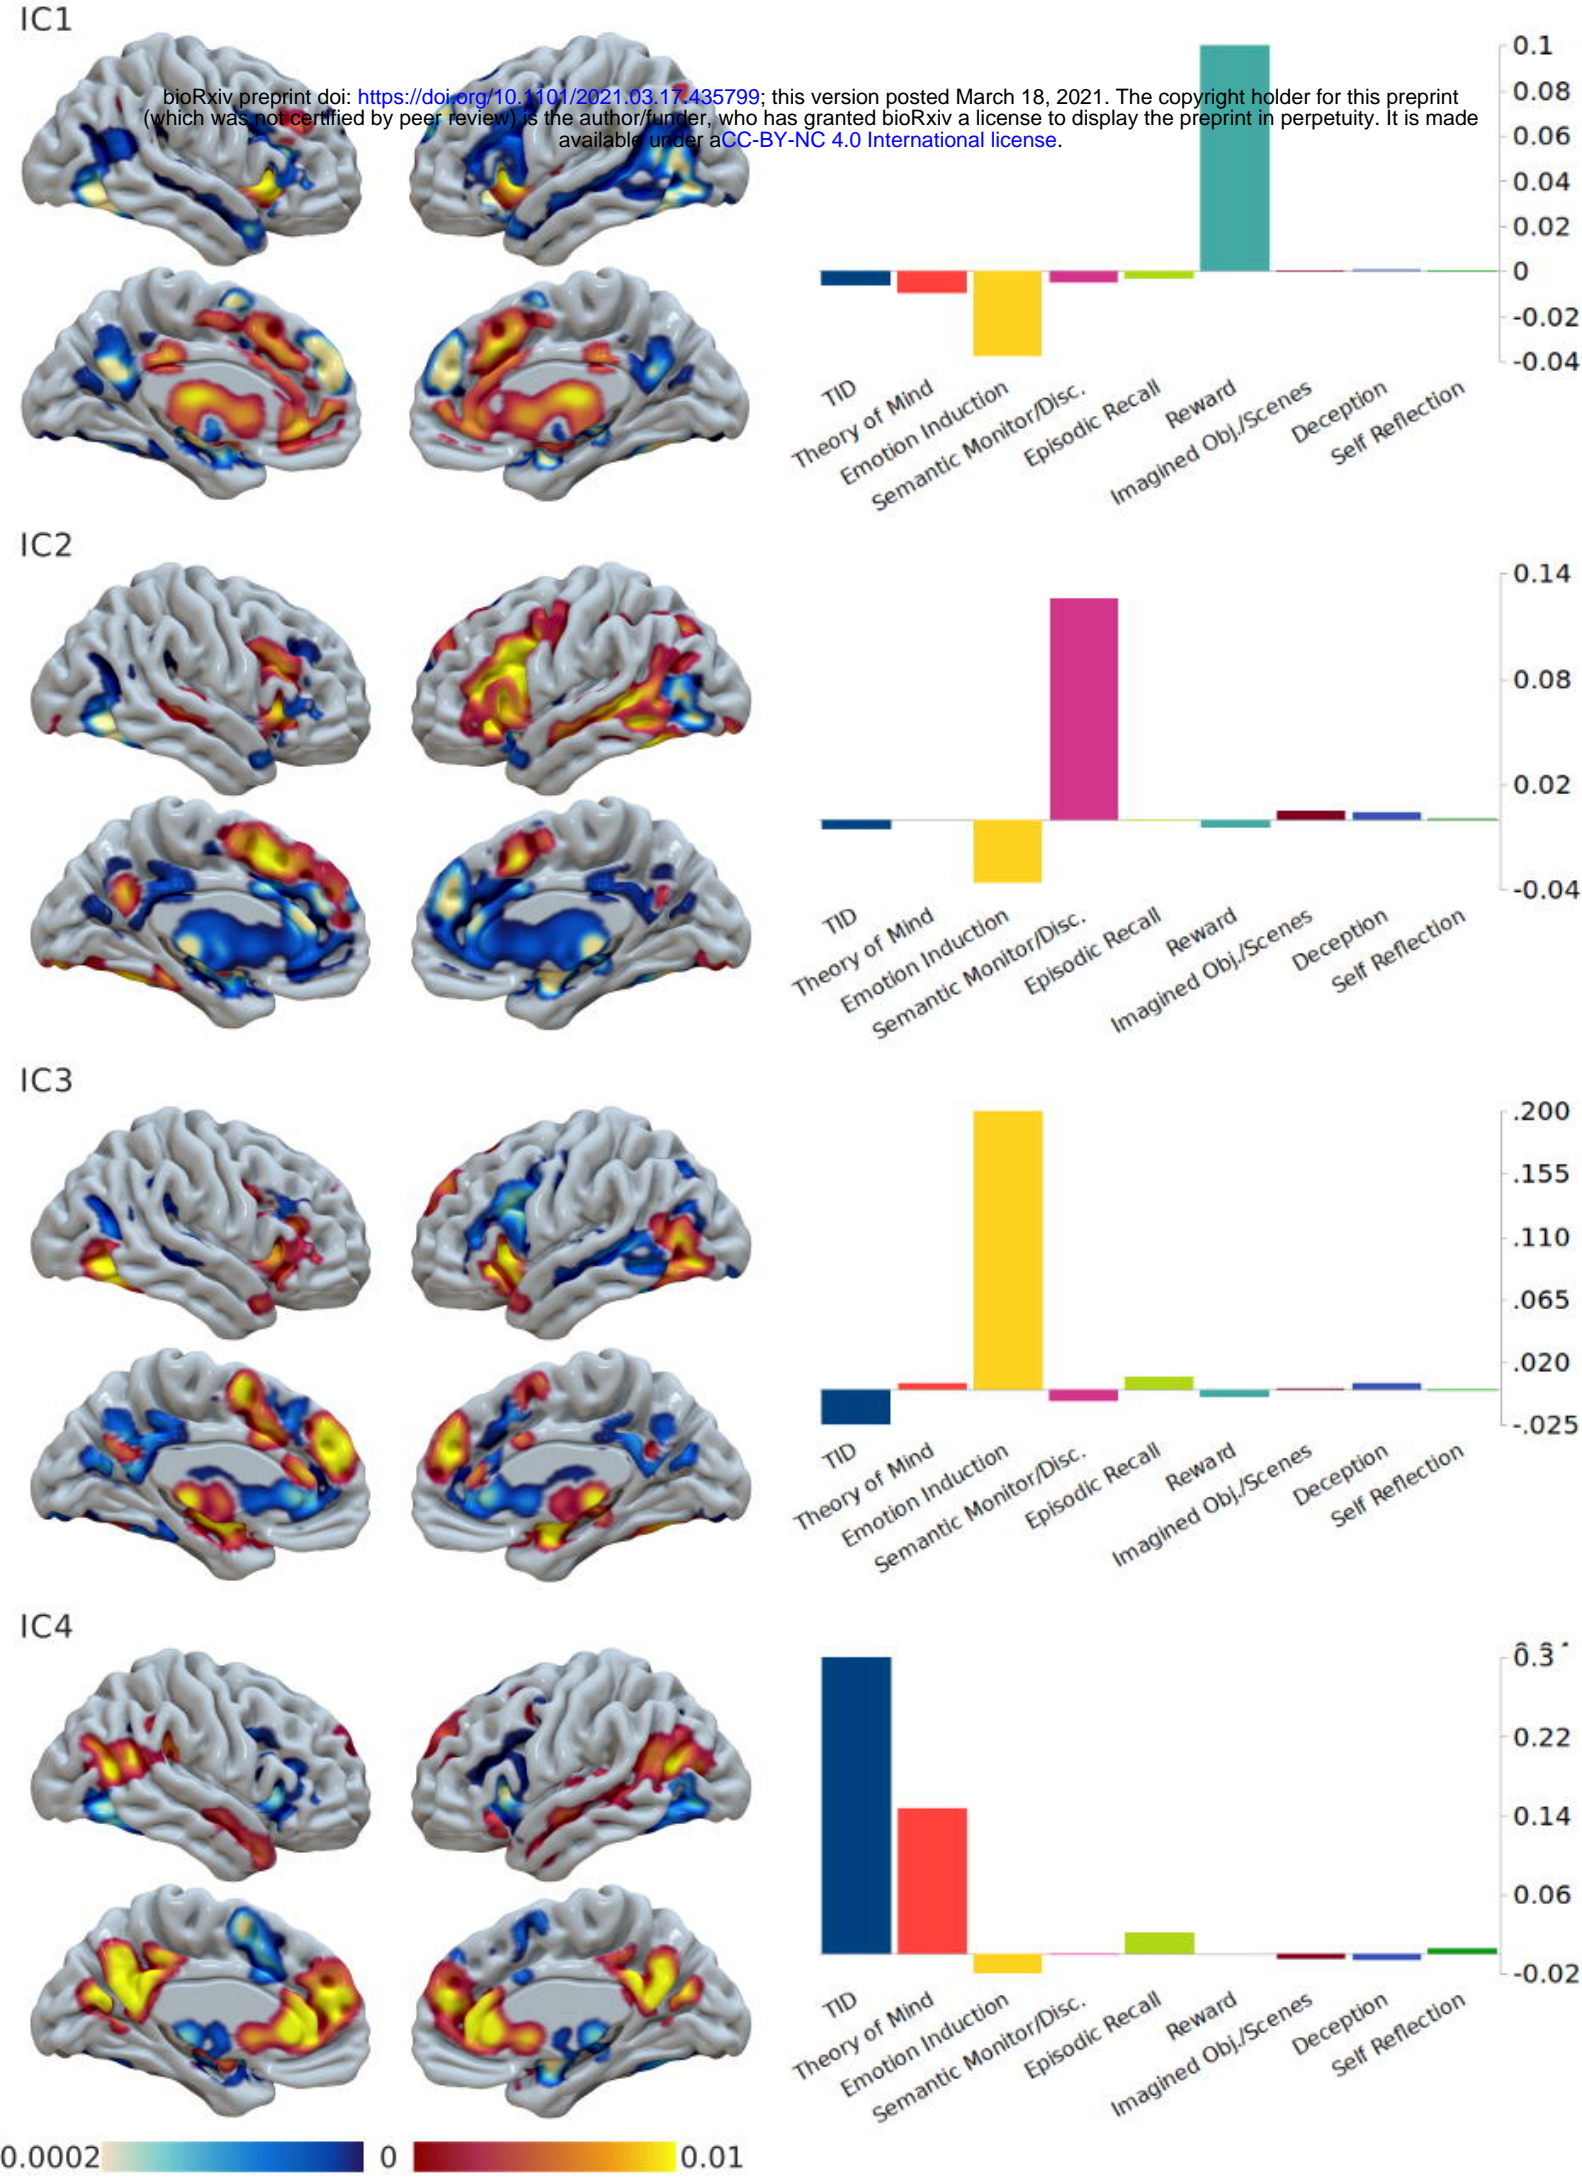 IC1
bioRxiv preprint doi: https://doi.org/10.1101/2021.03.17.435799; this version posted March 18, 2021. The copyright holder for this preprint
(which was not certified by peer review) is the author/funder, who has granted bioRxiv a license to display the preprint in perpetuity. It is made
available under aCC-BY-NC 4.0 International license.
0.1
0.08
0.06
0.04
0.02
0
-0.02
-0.04
TID
Theory of Mind
Emotion Induction
Semantic Monitor/Disc.
Episodic Recall
Reward
Imagined Obj./Scenes
Deception
Self Reflection
IC2
0.14
0.08
0.02
-0.04
TID
Theory of Mind
Emotion Induction
Semantic Monitor/Disc.
Episodic Recall
Reward
Imagined Obj./Scenes
Deception
Self Reflection
IC3
.200
.155
.110
.065
.020
-.025
TID
Theory of Mind
Emotion Induction
Semantic Monitor/Disc.
Episodic Recall
Reward
Imagined Obj./Scenes
Deception
Self Reflection
IC4
0.3
0.22
0.14
0.06
-0.02
TID
Theory of Mind
Emotion Induction
Semantic Monitor/Disc.
Episodic Recall
Reward
Imagined Obj./Scenes
Deception
Self Reflection
0.0002 0 0.01